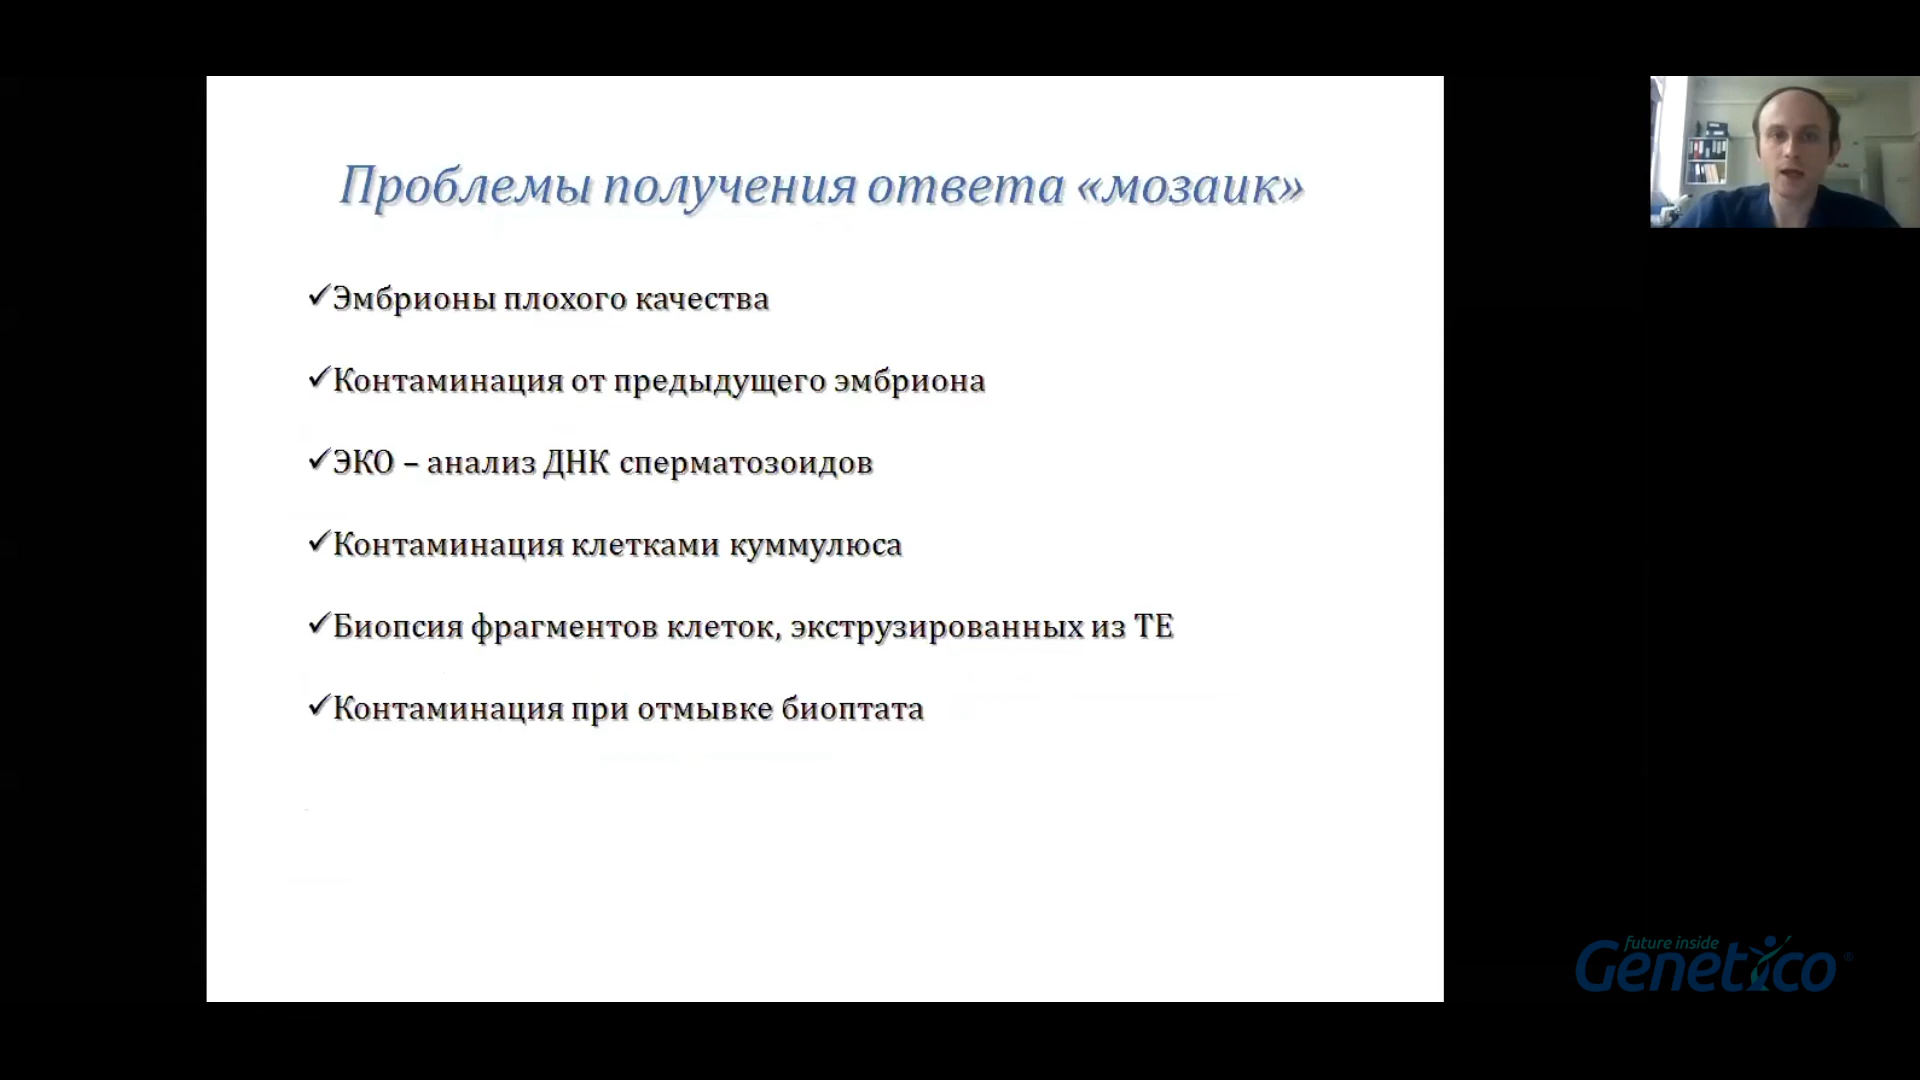 Проблемы получения ответа «мозаик»
✓Эмбрионы плохого качества
✓Контаминация от предыдущего эмбриона
✓ЭКО – анализ ДНК сперматозоидов
✓Контаминация клетками куммулюса
✓Биопсия фрагментов клеток, экструзированных из ТЕ
✓Контаминация при отмывке биоптата
future inside
Genetico®